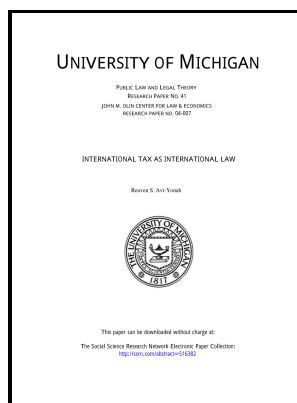 UNIVERSITY OF MICHIGAN
PUBLIC LAW AND LEGAL THEORY
RESEARCH PAPER NO. 41
JOHN M. OLIN CENTER FOR LAW & ECONOMICS
RESEARCH PAPER NO. 04-007
INTERNATIONAL TAX AS INTERNATIONAL LAW
Reuven S. Avi-Yonah
THE UNIVERSITY OF MICHIGAN
1817
This paper can be downloaded without charge at:
The Social Science Research Network Electronic Paper Collection:
http://ssrn.com/abstract=516382